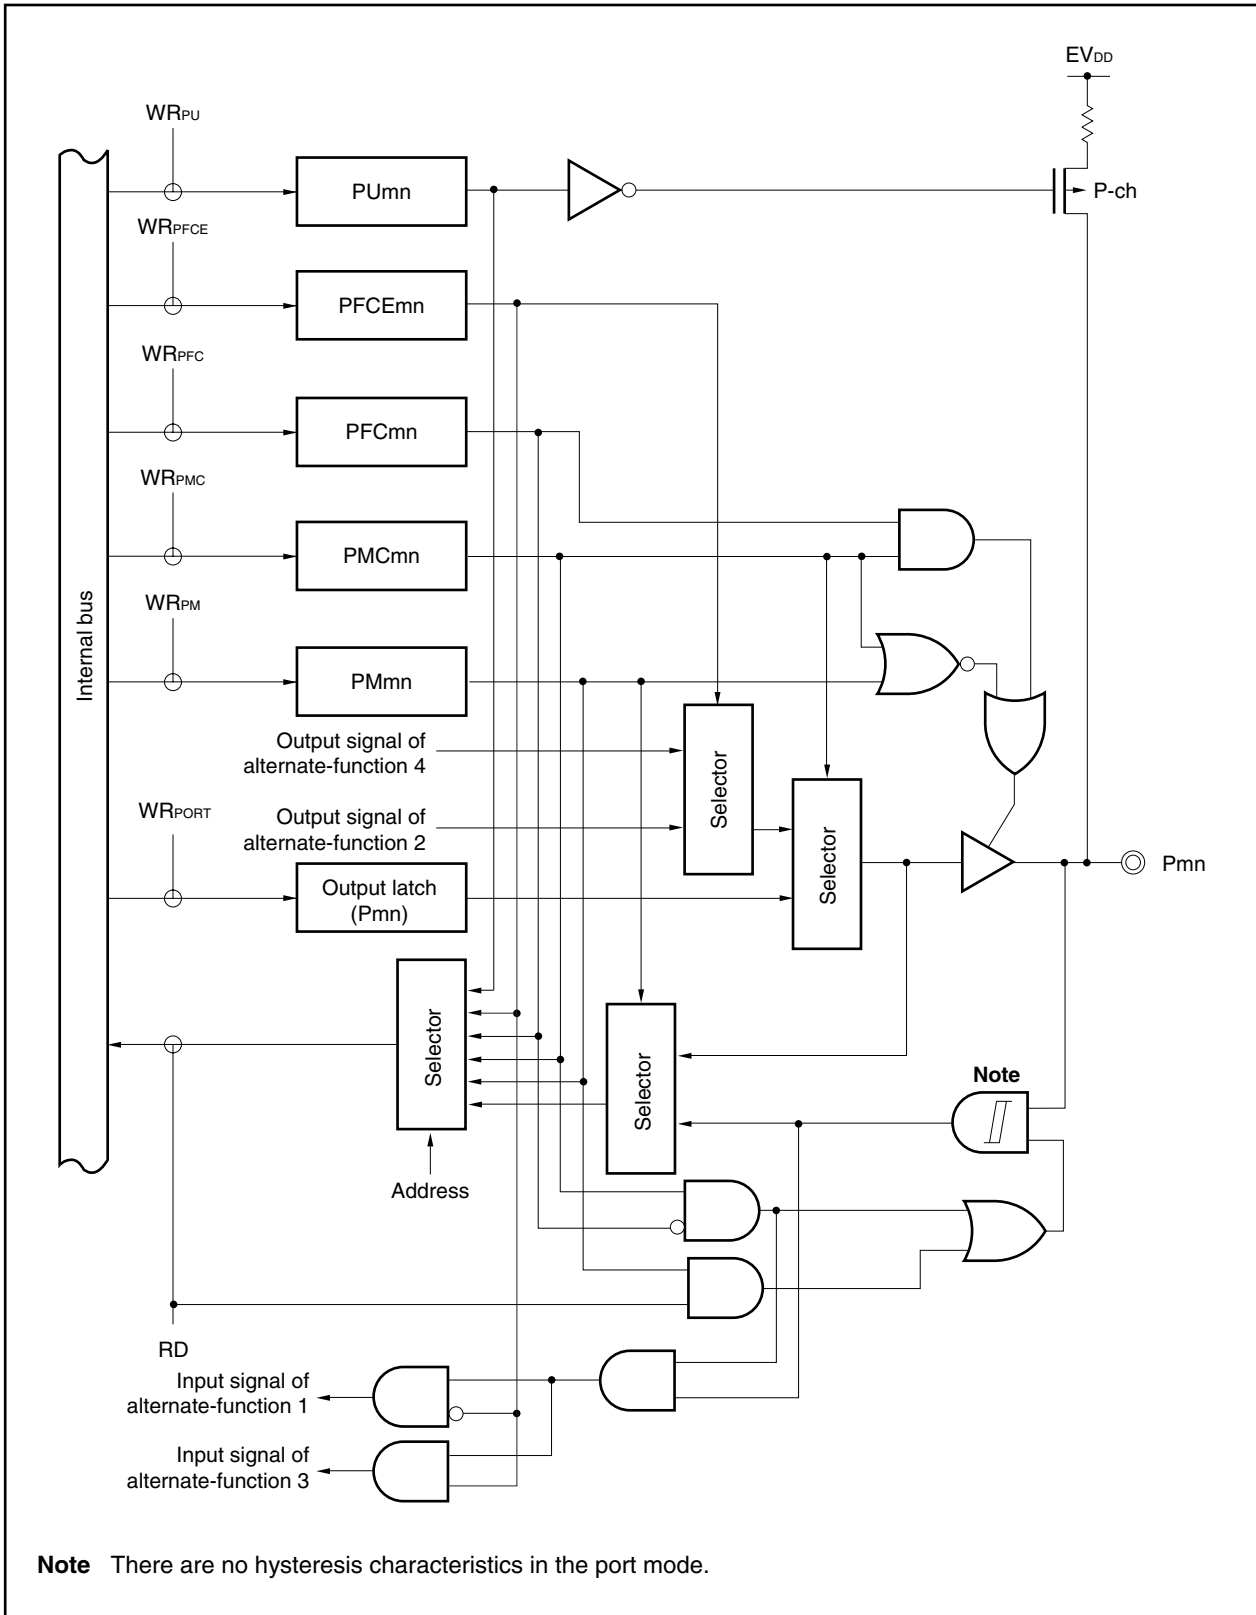 EVDD
WRPU
PUmn
P-ch
WRPFCE
PFCEmn
WRPFC
PFCmn
WRPMC
PMCmn
WRPM
Internal bus
PMmn
Output signal of
alternate-function 4
Selector
Output signal of
alternate-function 2
WRPORT
Selector
Output latch
(Pmn)
Pmn
Selector
Selector
Note
Address
RD
Input signal of
alternate-function 1
Input signal of
alternate-function 3
Note There are no hysteresis characteristics in the port mode.